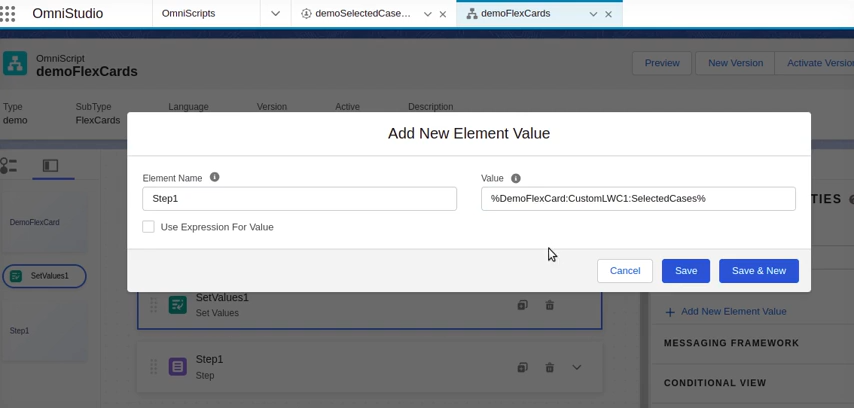 OmniStudio
OmniScripts
demoSelectedCase...
demoFlexCards
OmniScript
demoFlexCards
Preview
New Version
Activate Version
Type
SubType
Language
Version
Active
Description
demo
FlexCards
Add New Element Value
Element Name
Value
Step1
%DemoFlexCard:CustomLWC1:SelectedCases%
Use Expression For Value
Cancel
Save
Save & New
TIES
DemoFlexCard
SetValues1
Step1
SetValues1
Set Values
Step1
Step
Add New Element Value
MESSAGING FRAMEWORK
CONDITIONAL VIEW